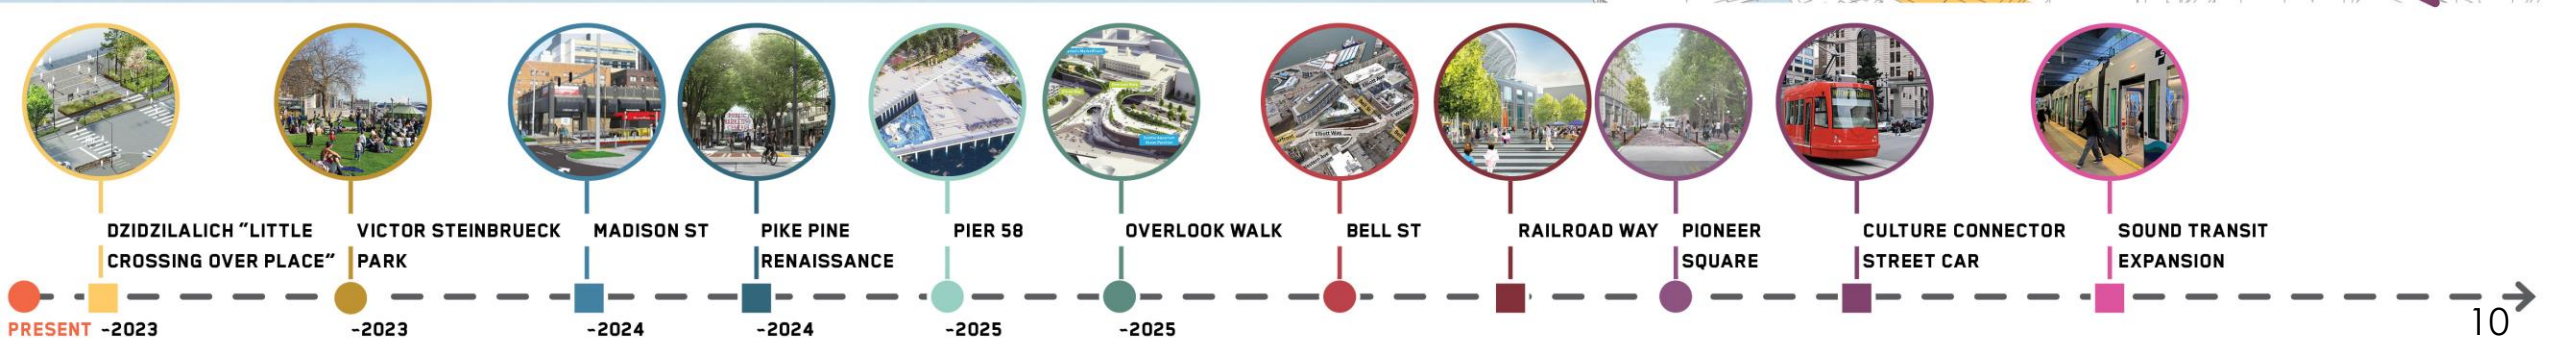 DZIDZILALICH "LITTLE
CROSSING OVER PLACE"
VICTOR STEINBRUECK
PARK
MADISON ST
PIKE PINE
RENAISSANCE
PIER 58
OVERLOOK WALK
BELL ST
RAILROAD WAY
PIONEER
SQUARE
CULTURE CONNECTOR
STREET CAR
SOUND TRANSIT
EXPANSION
PRESENT
~2023
~2023
~2024
~2024
~2025
~2025
10